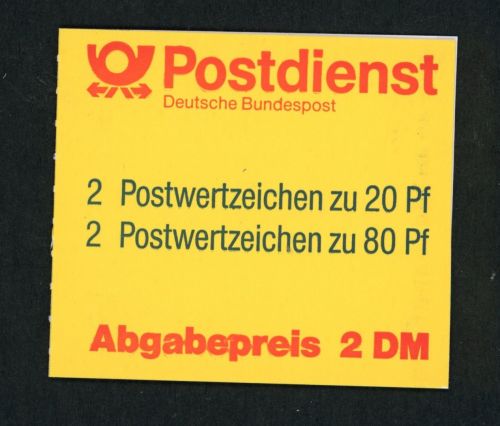 Postdienst
Deutsche Bundespost
2 Postwertzeichen zu 20 Pf
2 Postwertzeichen zu 80 Pf
Abgabepreis 2 DM